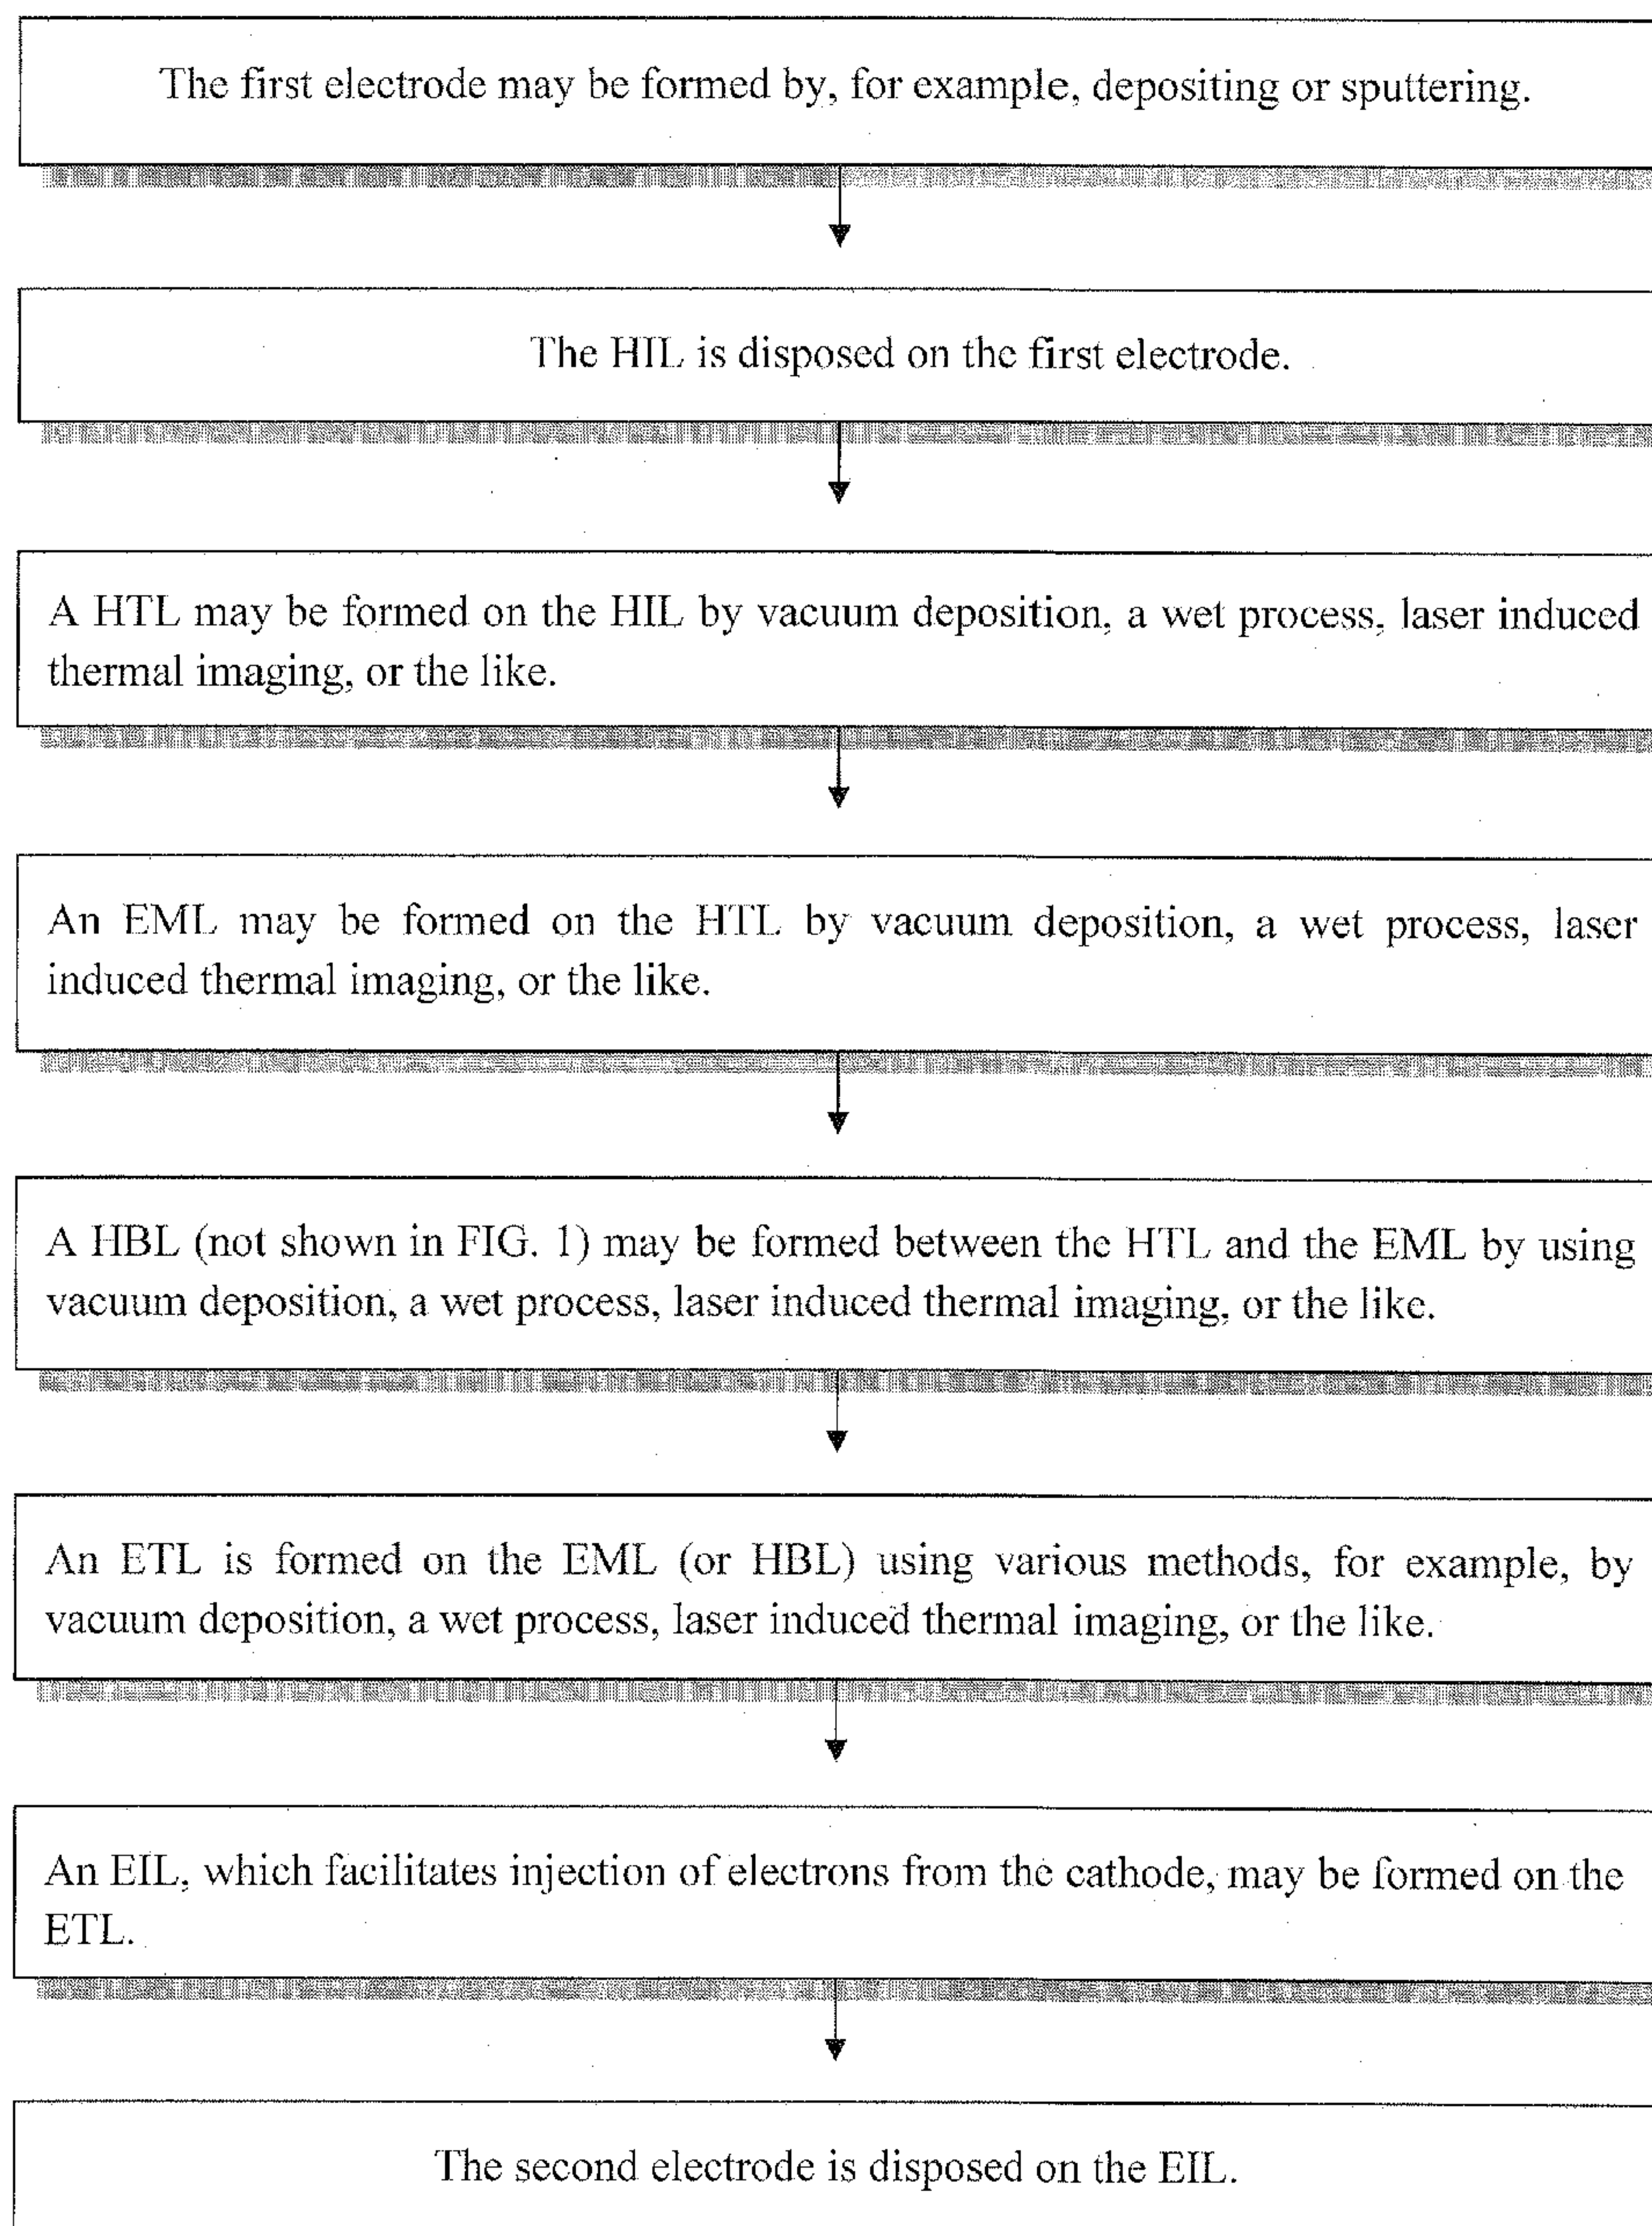 The first electrode may be formed by, for example, depositing or sputtering.
The HIL is disposed on the first electrode.
A HTL may be formed on the HIL by vacuum deposition, a wet process, laser induced
thermal imaging, or the like.
An EML may be formed on the HTL by vacuum deposition, a wet process, laser
induced thermal imaging, or the like.
A HBL (not shown in FIG. 1) may be formed between the HTL and the EML by using
vacuum deposition, a wet process, laser induced thermal imaging, or the like.
An ETL is formed on the EML (or HBL) using various methods, for example, by
vacuum deposition, a wet process, laser induced thermal imaging, or the like.
An EIL, which facilitates injection of electrons from the cathode, may be formed on the
ETL.
The second electrode is disposed on the EIL.